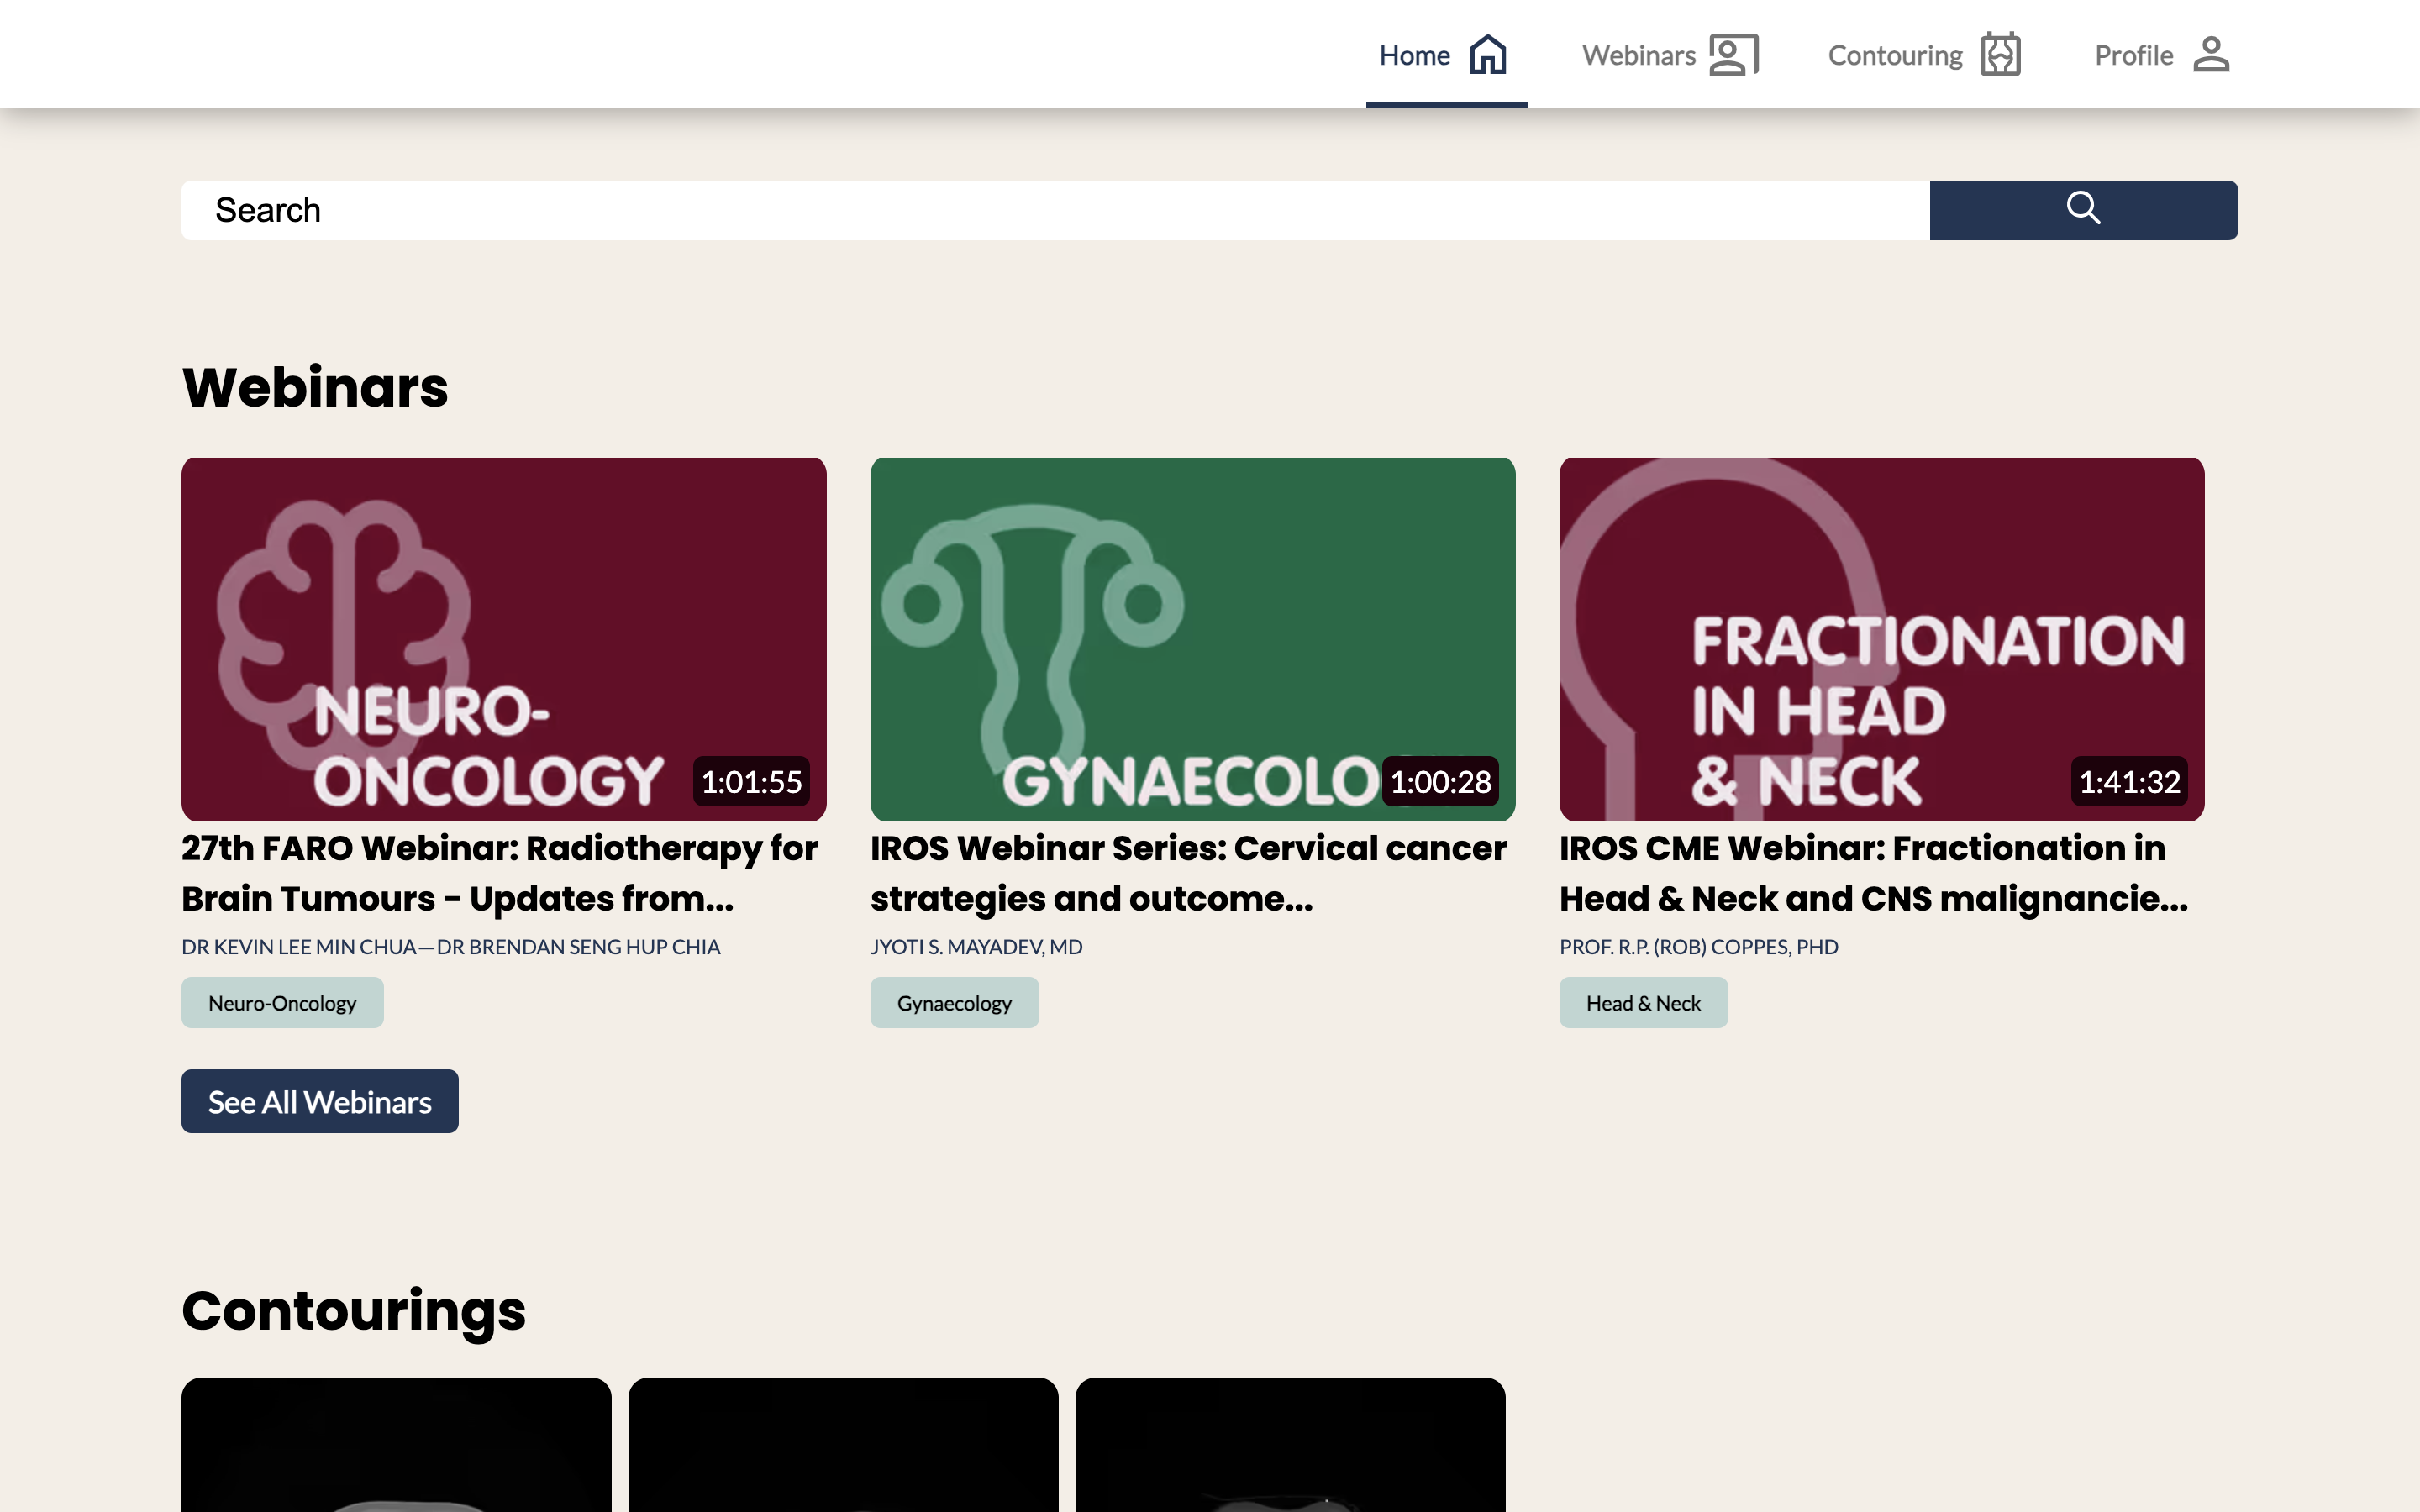 Home Webinars Contouring Profile
Search
Webinars
NEURO-
ONCOLOGY
1:01:55
27th FARO Webinar: Radiotherapy for
Brain Tumours - Updates from...
DR KEVIN LEE MIN CHUA—DR BRENDAN SENG HUP CHIA
Neuro-Oncology
GYNAECOLO
1:00:28
IROS Webinar Series: Cervical cancer
strategies and outcome...
JYOTI S. MAYADEV, MD
Gynaecology
FRACTIONATION
IN HEAD
& NECK
1:41:32
IROS CME Webinar: Fractionation in
Head & Neck and CNS malignancie...
PROF. R.P. (ROB) COPPES, PHD
Head & Neck
See All Webinars
Contourings